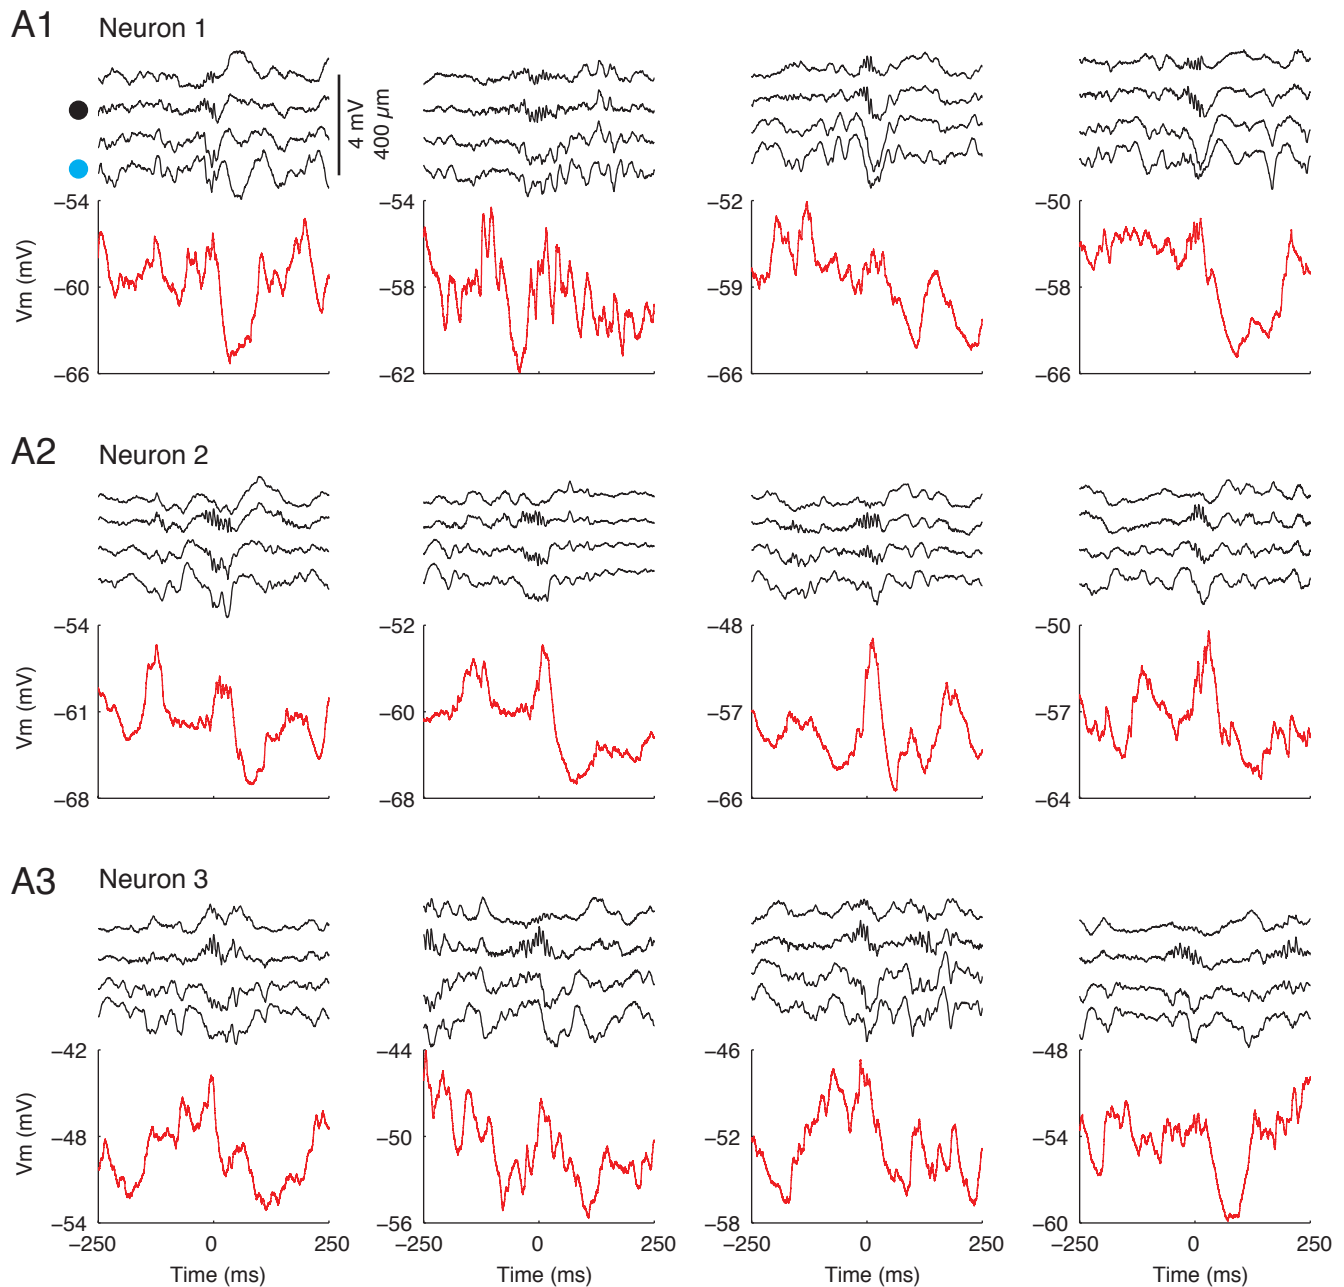 A1 Neuron 1
4 mV
400 µm
−54 −54 −52 −50
Vm (mV)
−60 −58 −59 −58
−66 −62 −66 −66
A2 Neuron 2
−54 −52 −48 −50
Vm (mV)
−61 −60 −57 −57
−68 −68 −66 −64
A3 Neuron 3
−42 −44 −46 −48
Vm (mV)
−48 −50 −52 −54
−54 −56 −58 −60
−250 0 250 −250 0 250 −250 0 250 −250 0 250
Time (ms) Time (ms) Time (ms) Time (ms)